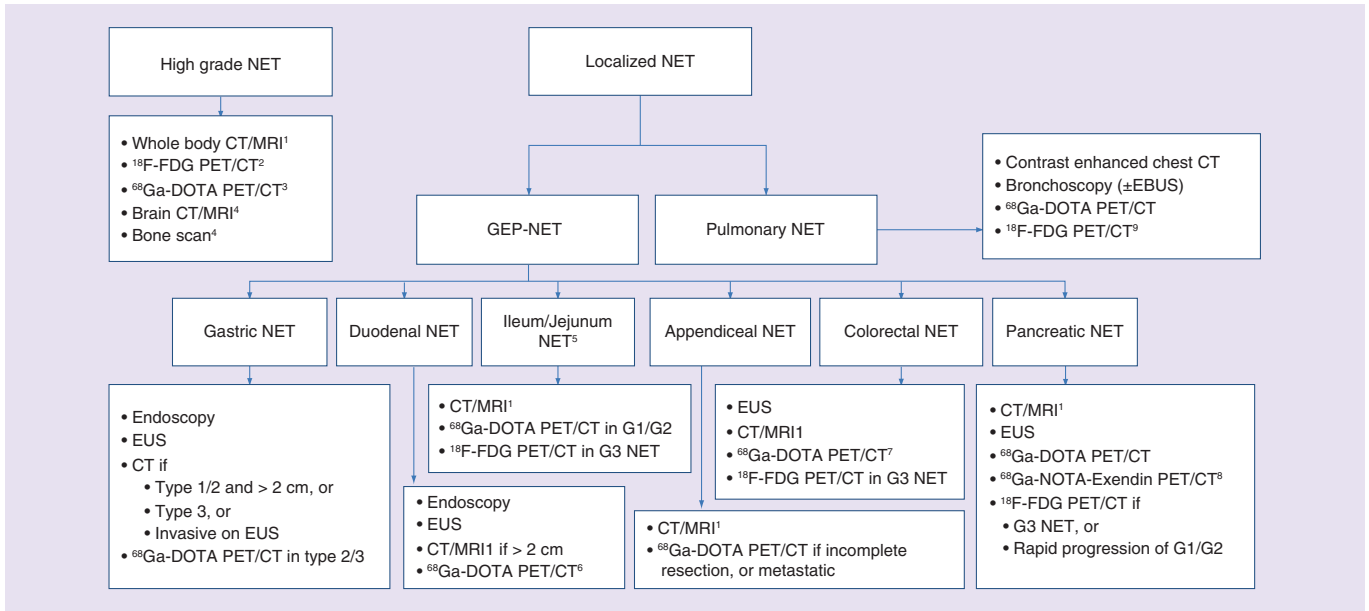 High grade NET
• Whole body CT/MRI¹
• ¹⁸F-FDG PET/CT²
• ⁶⁸Ga-DOTA PET/CT³
• Brain CT/MRI⁴
• Bone scan⁴
Localized NET
GEP-NET
Pulmonary NET
• Contrast enhanced chest CT
• Bronchoscopy (±EBUS)
• ⁶⁸Ga-DOTA PET/CT
• ¹⁸F-FDG PET/CT⁹
Gastric NET
Duodenal NET
Ileum/Jejunum
NET⁵
Appendiceal NET
Colorectal NET
Pancreatic NET
• Endoscopy
• EUS
• CT if
• Type 1/2 and > 2 cm, or
• Type 3, or
• Invasive on EUS
• ⁶⁸Ga-DOTA PET/CT in type 2/3
• Endoscopy
• EUS
• CT/MRI1 if > 2 cm
• ⁶⁸Ga-DOTA PET/CT⁶
• CT/MRI¹
• ⁶⁸Ga-DOTA PET/CT in G1/G2
• ¹⁸F-FDG PET/CT in G3 NET
• CT/MRI¹
• ⁶⁸Ga-DOTA PET/CT if incomplete
resection, or metastatic
• EUS
• CT/MRI1
• ⁶⁸Ga-DOTA PET/CT⁷
• ¹⁸F-FDG PET/CT in G3 NET
• CT/MRI¹
• EUS
• ⁶⁸Ga-DOTA PET/CT
• ⁶⁸Ga-NOTA-Exendin PET/CT⁸
• ¹⁸F-FDG PET/CT if
• G3 NET, or
• Rapid progression of G1/G2